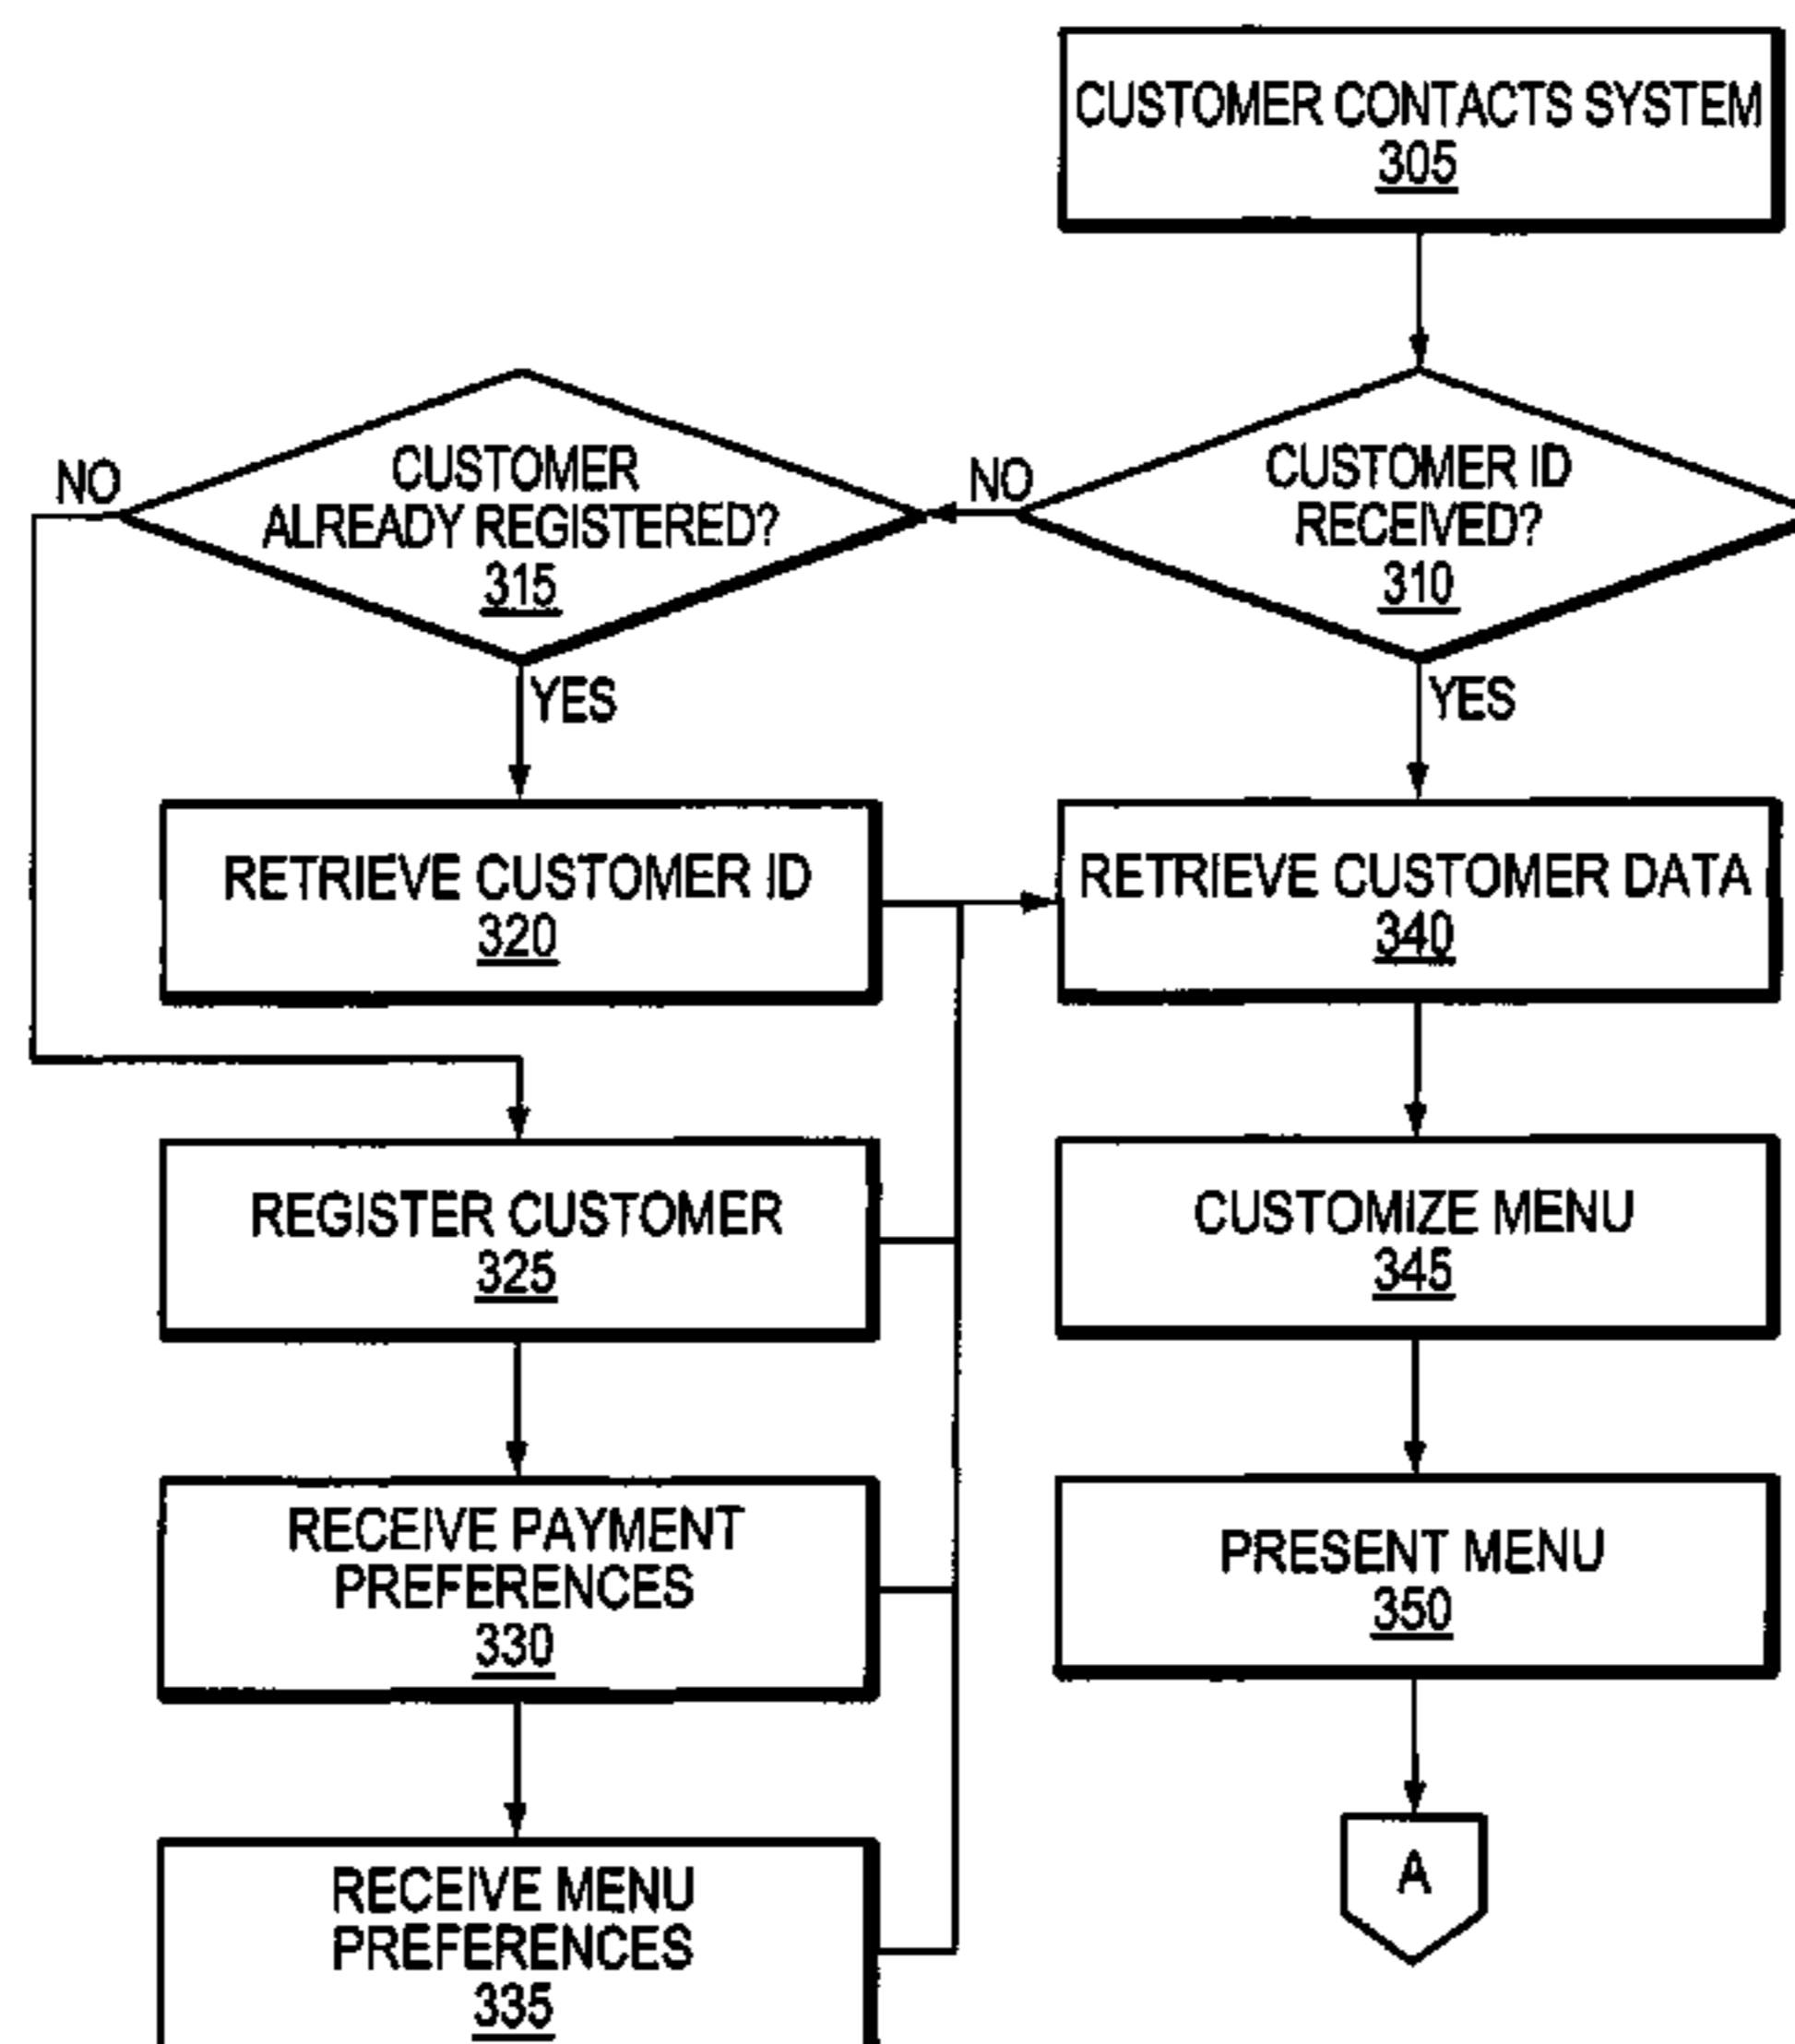 CUSTOMER CONTACTS SYSTEM
305
CUSTOMER ID
RECEIVED?
310
NO
YES
CUSTOMER
ALREADY REGISTERED?
315
NO
YES
RETRIEVE CUSTOMER ID
320
REGISTER CUSTOMER
325
RECEIVE PAYMENT
PREFERENCES
330
RECEIVE MENU
PREFERENCES
335
RETRIEVE CUSTOMER DATA
340
CUSTOMIZE MENU
345
PRESENT MENU
350
A